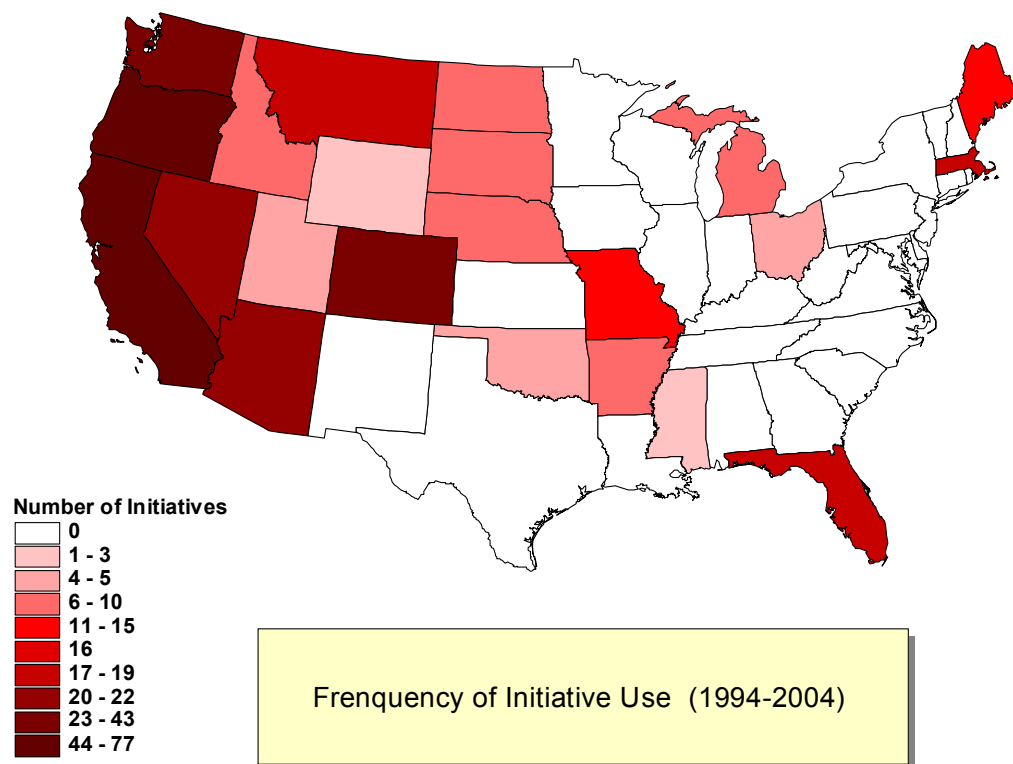 Number of Initiatives
0
1 - 3
4 - 5
6 - 10
11 - 15
16
17 - 19
20 - 22
23 - 43
44 - 77
Frenquency of Initiative Use (1994-2004)